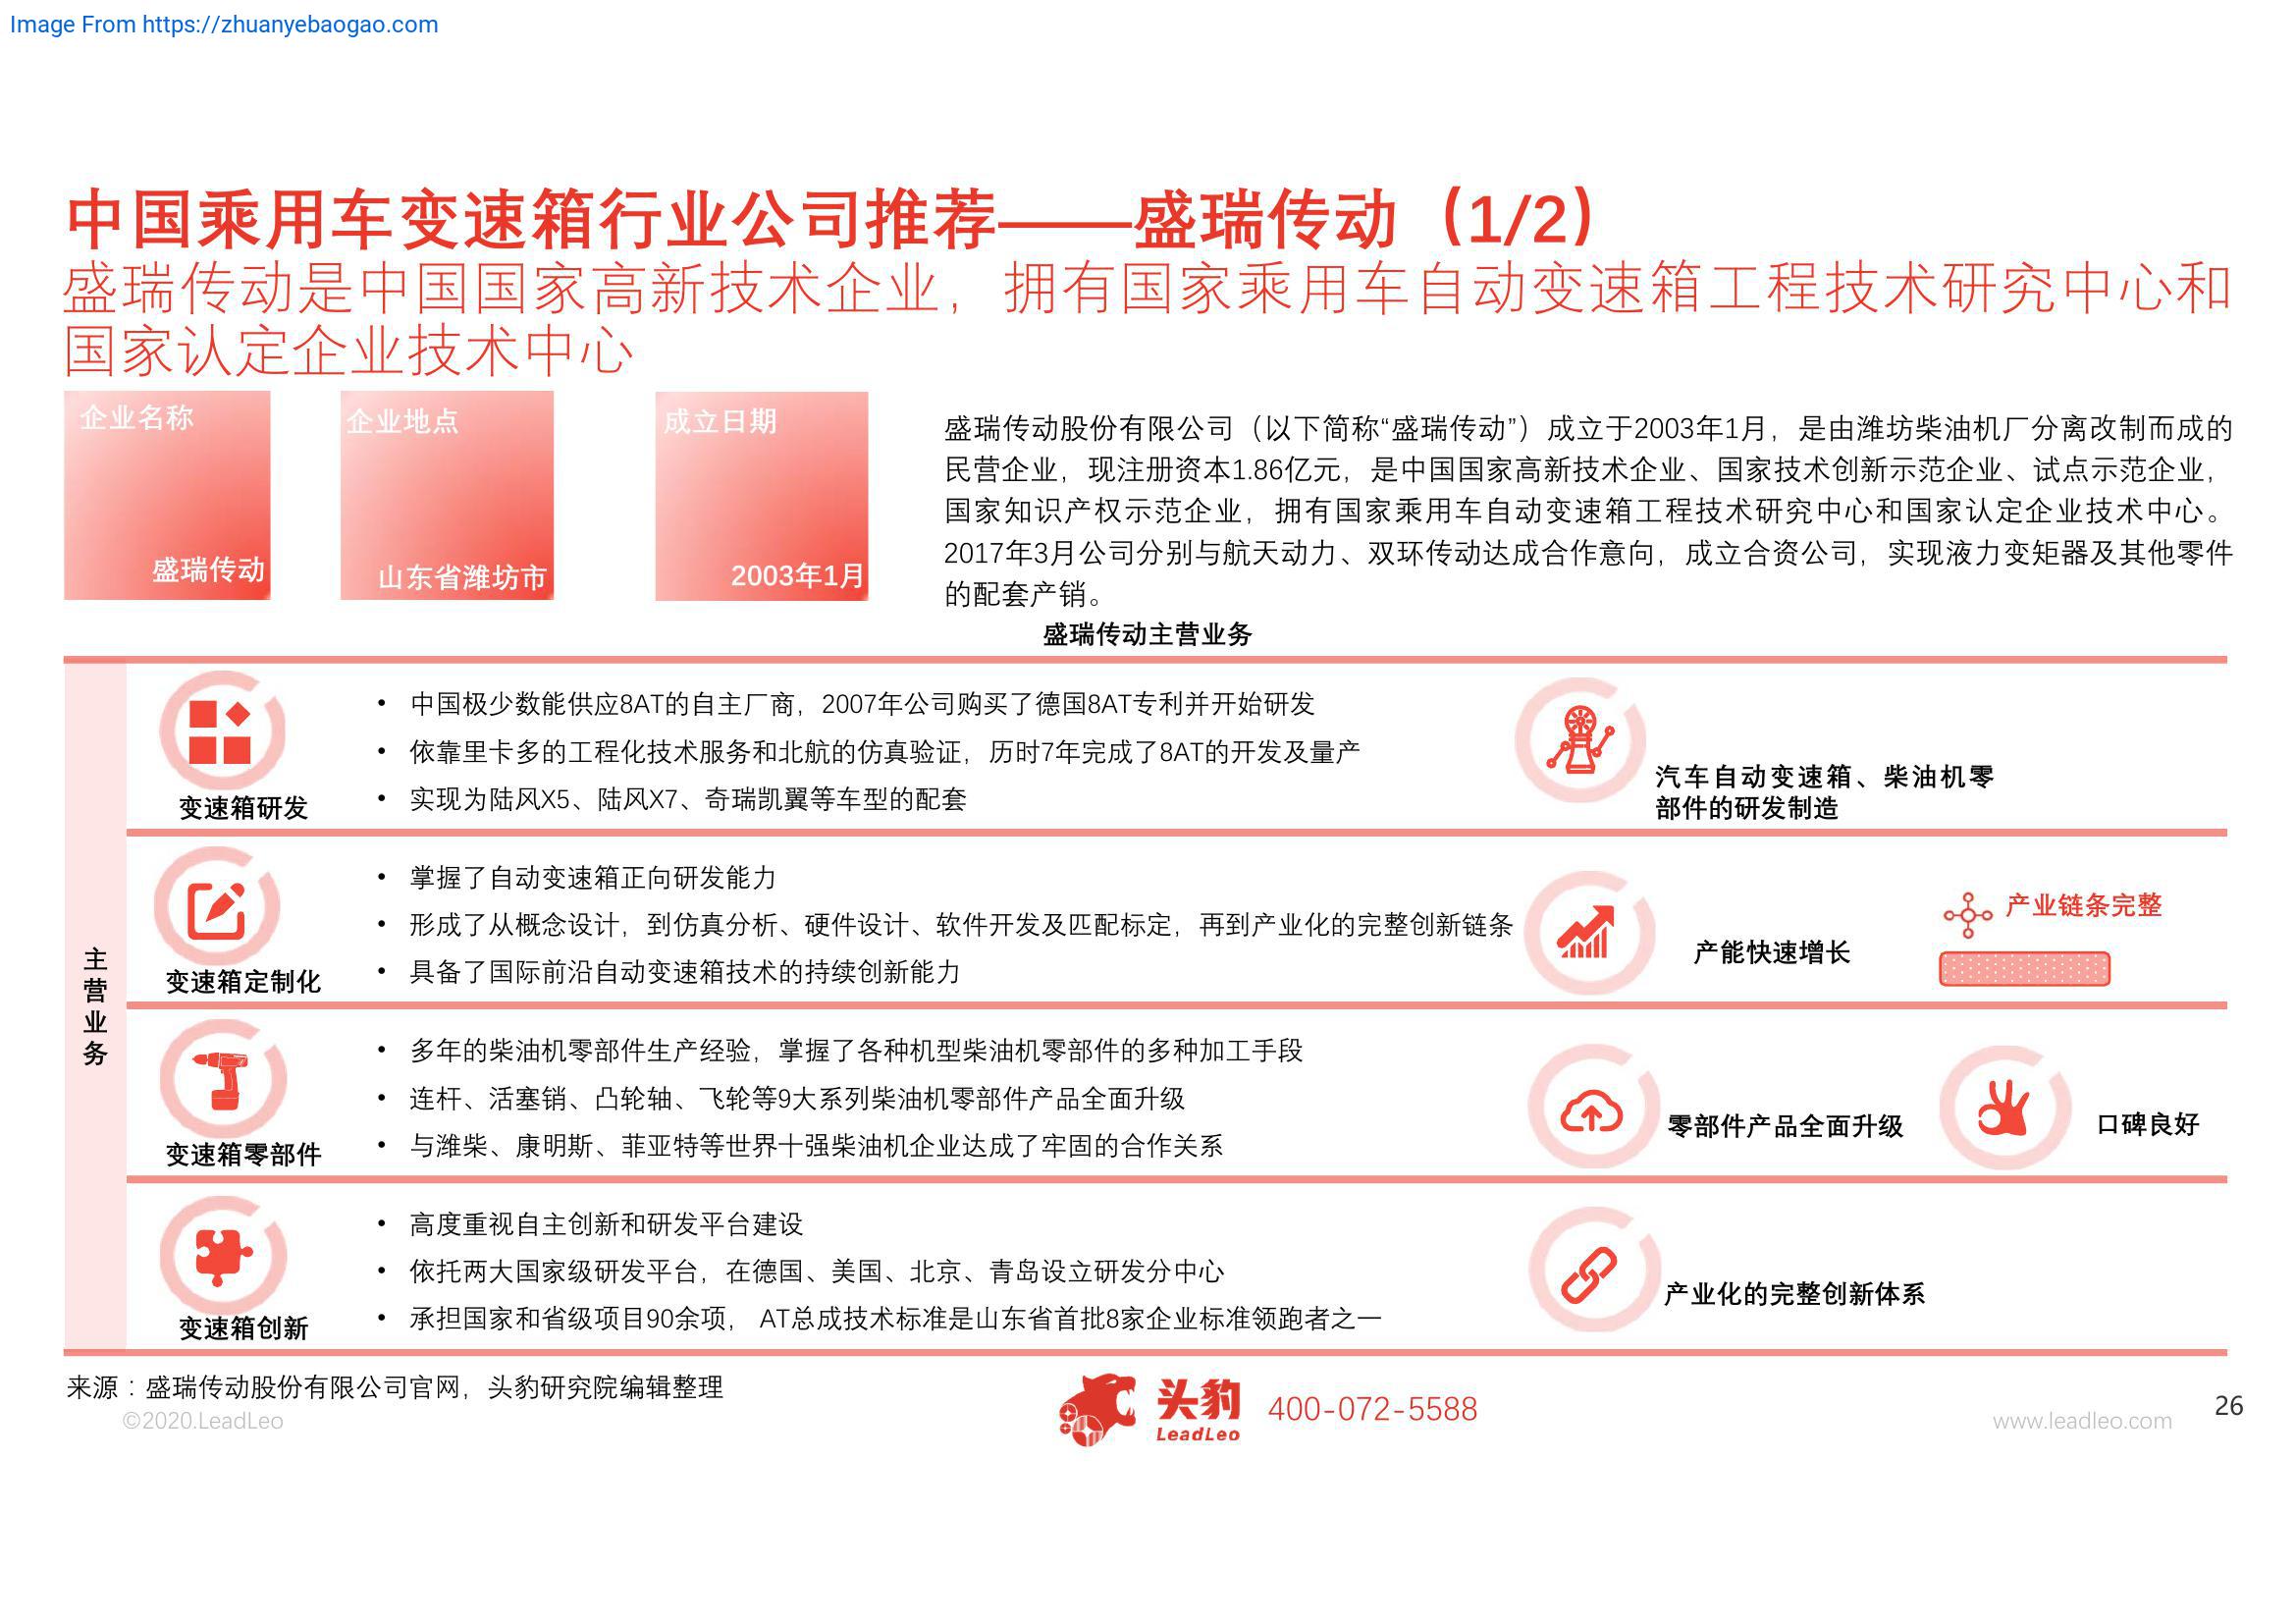 Image From https://zhuanyebaogao.com
中国乘用车变速箱行业公司推荐——盛瑞传动（1/2）
盛瑞传动是中国国家高新技术企业，拥有国家乘用车自动变速箱工程技术研究中心和
国家认定企业技术中心
企业名称
盛瑞传动
企业地点
山东省潍坊市
成立日期
2003年1月
盛瑞传动股份有限公司（以下简称“盛瑞传动”）成立于2003年1月，是由潍坊柴油机厂分离改制而成的
民营企业，现注册资本1.86亿元，是中国国家高新技术企业、国家技术创新示范企业、试点示范企业，
国家知识产权示范企业，拥有国家乘用车自动变速箱工程技术研究中心和国家认定企业技术中心。
2017年3月公司分别与航天动力、双环传动达成合作意向，成立合资公司，实现液力变矩器及其他零件
的配套产销。
盛瑞传动主营业务
主营业务
变速箱研发
• 中国极少数能供应8AT的自主厂商，2007年公司购买了德国8AT专利并开始研发
• 依靠里卡多的工程化技术服务和北航的仿真验证，历时7年完成了8AT的开发及量产
• 实现为陆风X5、陆风X7、奇瑞凯翼等车型的配套
汽车自动变速箱、柴油机零
部件的研发制造
变速箱定制化
• 掌握了自动变速箱正向研发能力
• 形成了从概念设计，到仿真分析、硬件设计、软件开发及匹配标定，再到产业化的完整创新链条
• 具备了国际前沿自动变速箱技术的持续创新能力
产能快速增长
产业链条完整
变速箱零部件
• 多年的柴油机零部件生产经验，掌握了各种机型柴油机零部件的多种加工手段
• 连杆、活塞销、凸轮轴、飞轮等9大系列柴油机零部件产品全面升级
• 与潍柴、康明斯、菲亚特等世界十强柴油机企业达成了牢固的合作关系
零部件产品全面升级
口碑良好
变速箱创新
• 高度重视自主创新和研发平台建设
• 依托两大国家级研发平台，在德国、美国、北京、青岛设立研发分中心
• 承担国家和省级项目90余项， AT总成技术标准是山东省首批8家企业标准领跑者之一
产业化的完整创新体系
来源：盛瑞传动股份有限公司官网，头豹研究院编辑整理
©2020.LeadLeo
头豹
LeadLeo
400-072-5588
www.leadleo.com
26